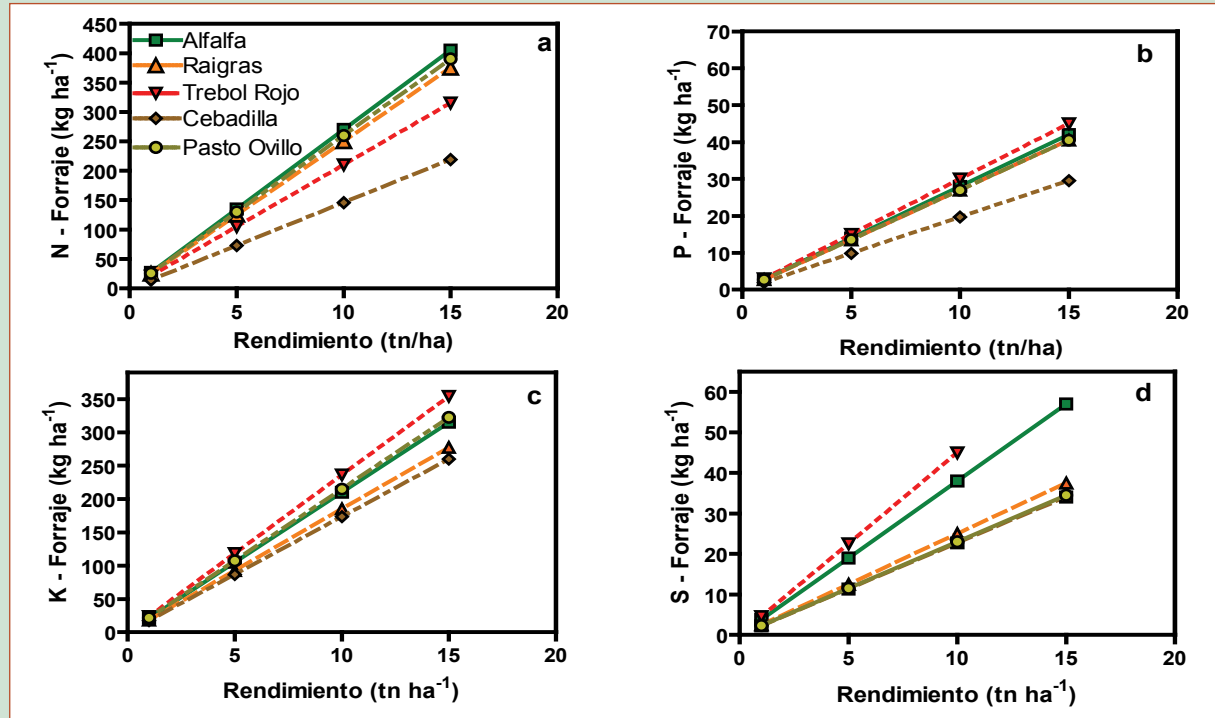 a
N - Forraje (kg ha-1)
450
400
350
300
250
200
150
100
50
0
Alfalfa
Raigras
Trebol Rojo
Cebadilla
Pasto Ovillo
0 5 10 15 20
Rendimiento (tn/ha)
b
P - Forraje (kg ha-1)
70
60
50
40
30
20
10
0
0 5 10 15 20
Rendimiento (tn/ha)
c
K - Forraje (kg ha-1)
350
300
250
200
150
100
50
0
0 5 10 15 20
Rendimiento (tn ha-1)
d
S - Forraje (kg ha-1)
60
50
40
30
20
10
0
0 5 10 15 20
Rendimiento (tn ha-1)